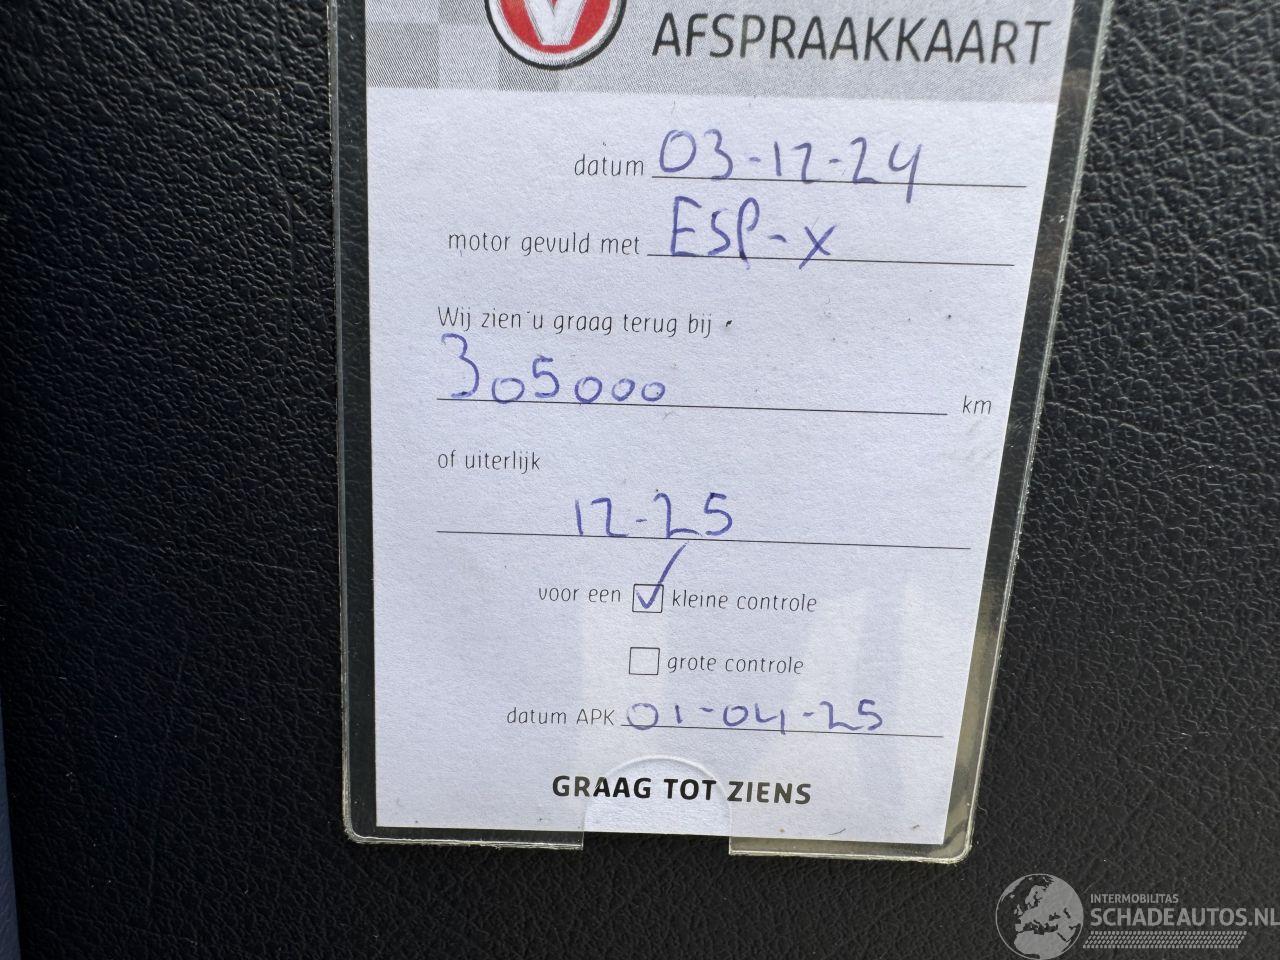 V
AFSPRAAKKAART
datum 03-12-24
motor gevuld met ESP-x
Wij zien u graag terug bij
305000 km
of uiterlijk
12-25
voor een kleine controle
grote controle
datum APK 01-04-25
GRAAG TOT ZIENS
INTERMOBILITAS
SCHADEAUTOS.NL